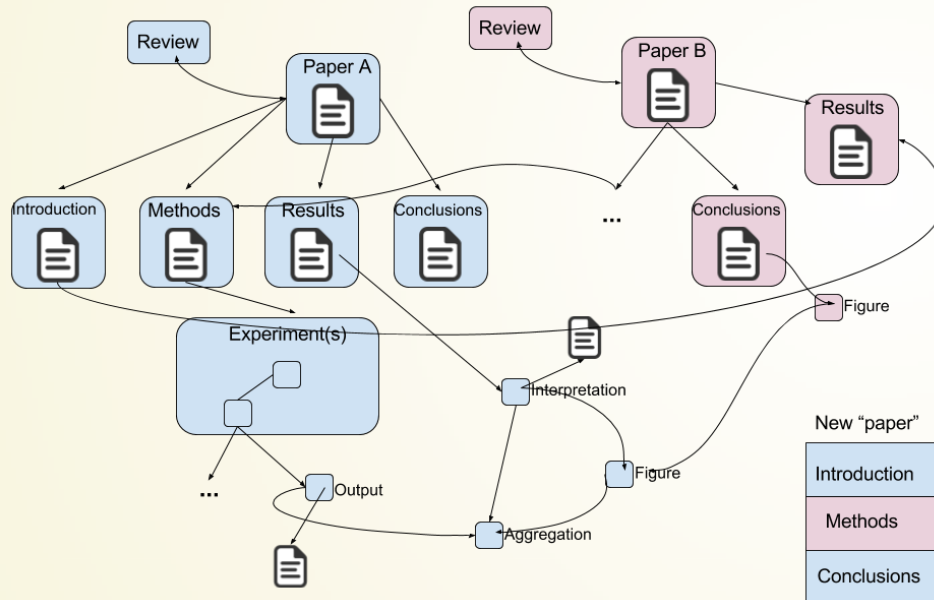 Review
Review
Paper A
Paper B
Results
Introduction
Methods
Results
Conclusions
...
Conclusions
Figure
Experiment(s)
Interpretation
New “paper”
Introduction
...
Output
Figure
Methods
Aggregation
Conclusions